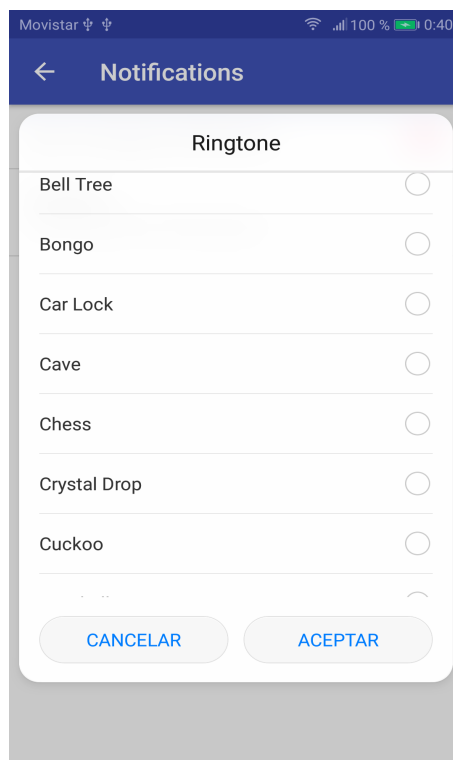 Movistar 100 % 0:40
Notifications
Ringtone
Bell Tree
Bongo
Car Lock
Cave
Chess
Crystal Drop
Cuckoo
CANCELAR ACEPTAR